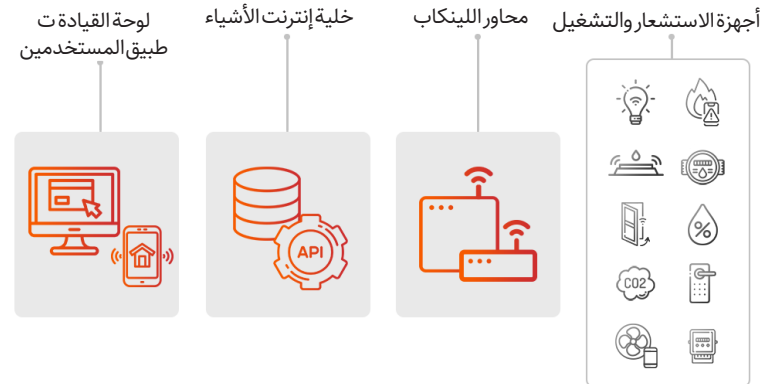 أجهزة الاستشعار والتشغيل
محاور اللينكاب
خلية إنترنت الأشياء
لوحة القيادة ت
طبيق المستخدمين
API
%
CO2